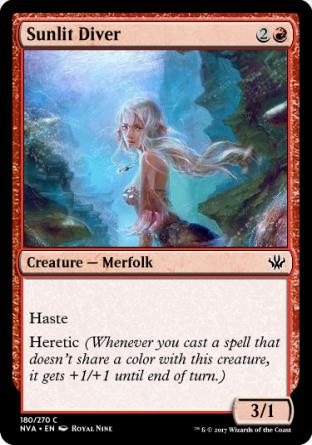 Sunlit Diver 2
Creature — Merfolk
Haste
Heretic (Whenever you cast a spell that
doesn't share a color with this creature,
it gets +1/+1 until end of turn.)
3/1
180/270 C
NVA • EN Royal Nine
™ & © 2017 Wizards of the Coast